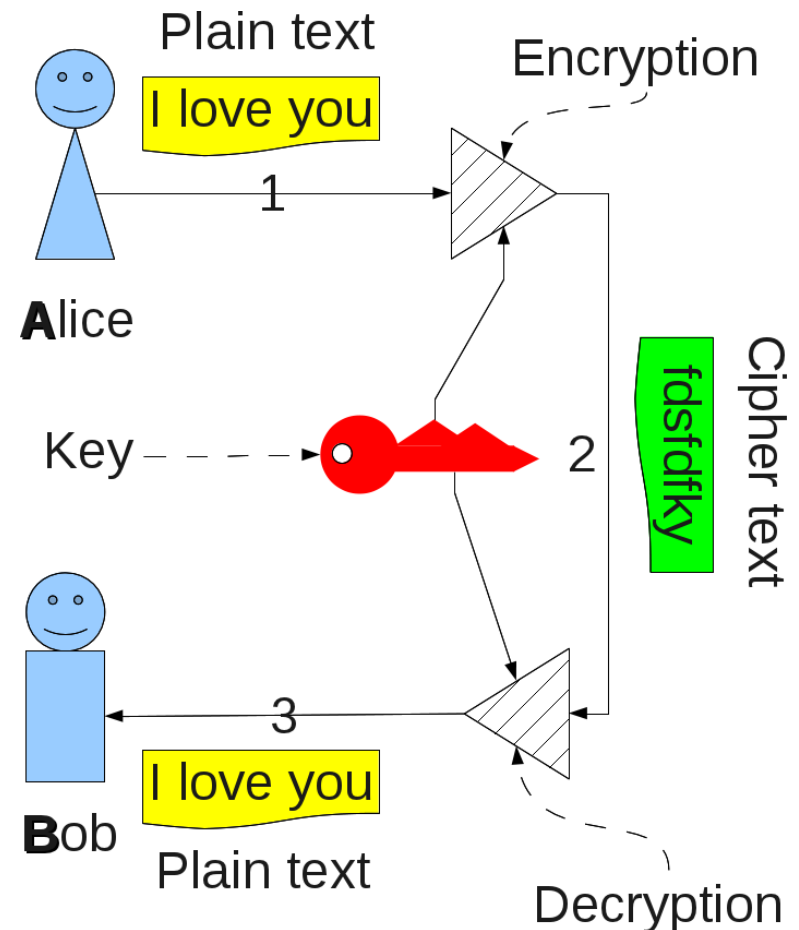 Plain text
Encryption
I love you
1
Alice
Cipher text
fdsfdfky
Key
2
3
I love you
Bob
Plain text
Decryption